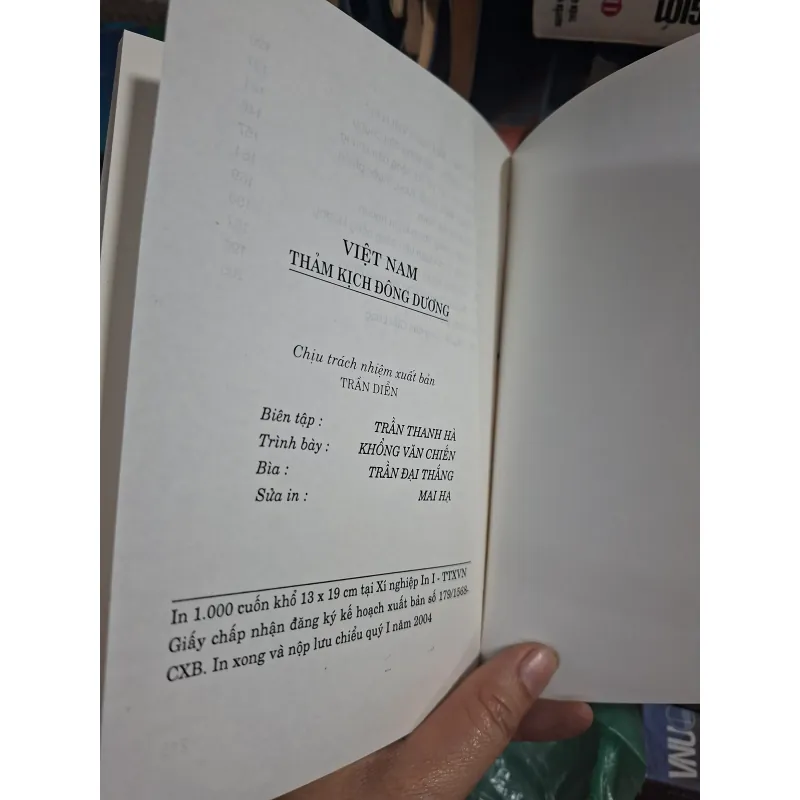 VIỆT NAM
THẢM KỊCH ĐÔNG DƯƠNG
Chịu trách nhiệm xuất bản
TRẦN DIỄN
Biên tập : TRẦN THANH HÀ
Trình bày : KHỔNG VĂN CHIẾN
Bìa : TRẦN ĐẠI THẮNG
Sửa in : MAI HẠ
In 1.000 cuốn khổ 13 x 19 cm tại Xí nghiệp In I - TTXVN
Giấy chấp nhận đăng ký kế hoạch xuất bản số 179/1568-
CXB. In xong và nộp lưu chiểu quý I năm 2004